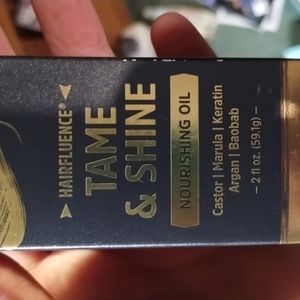 HAIRFLUENCE®
TAME
& SHINE
NOURISHING OIL
Castor | Marula | Keratin
Argan | Baobab
– 2 fl oz. (59.1g) –